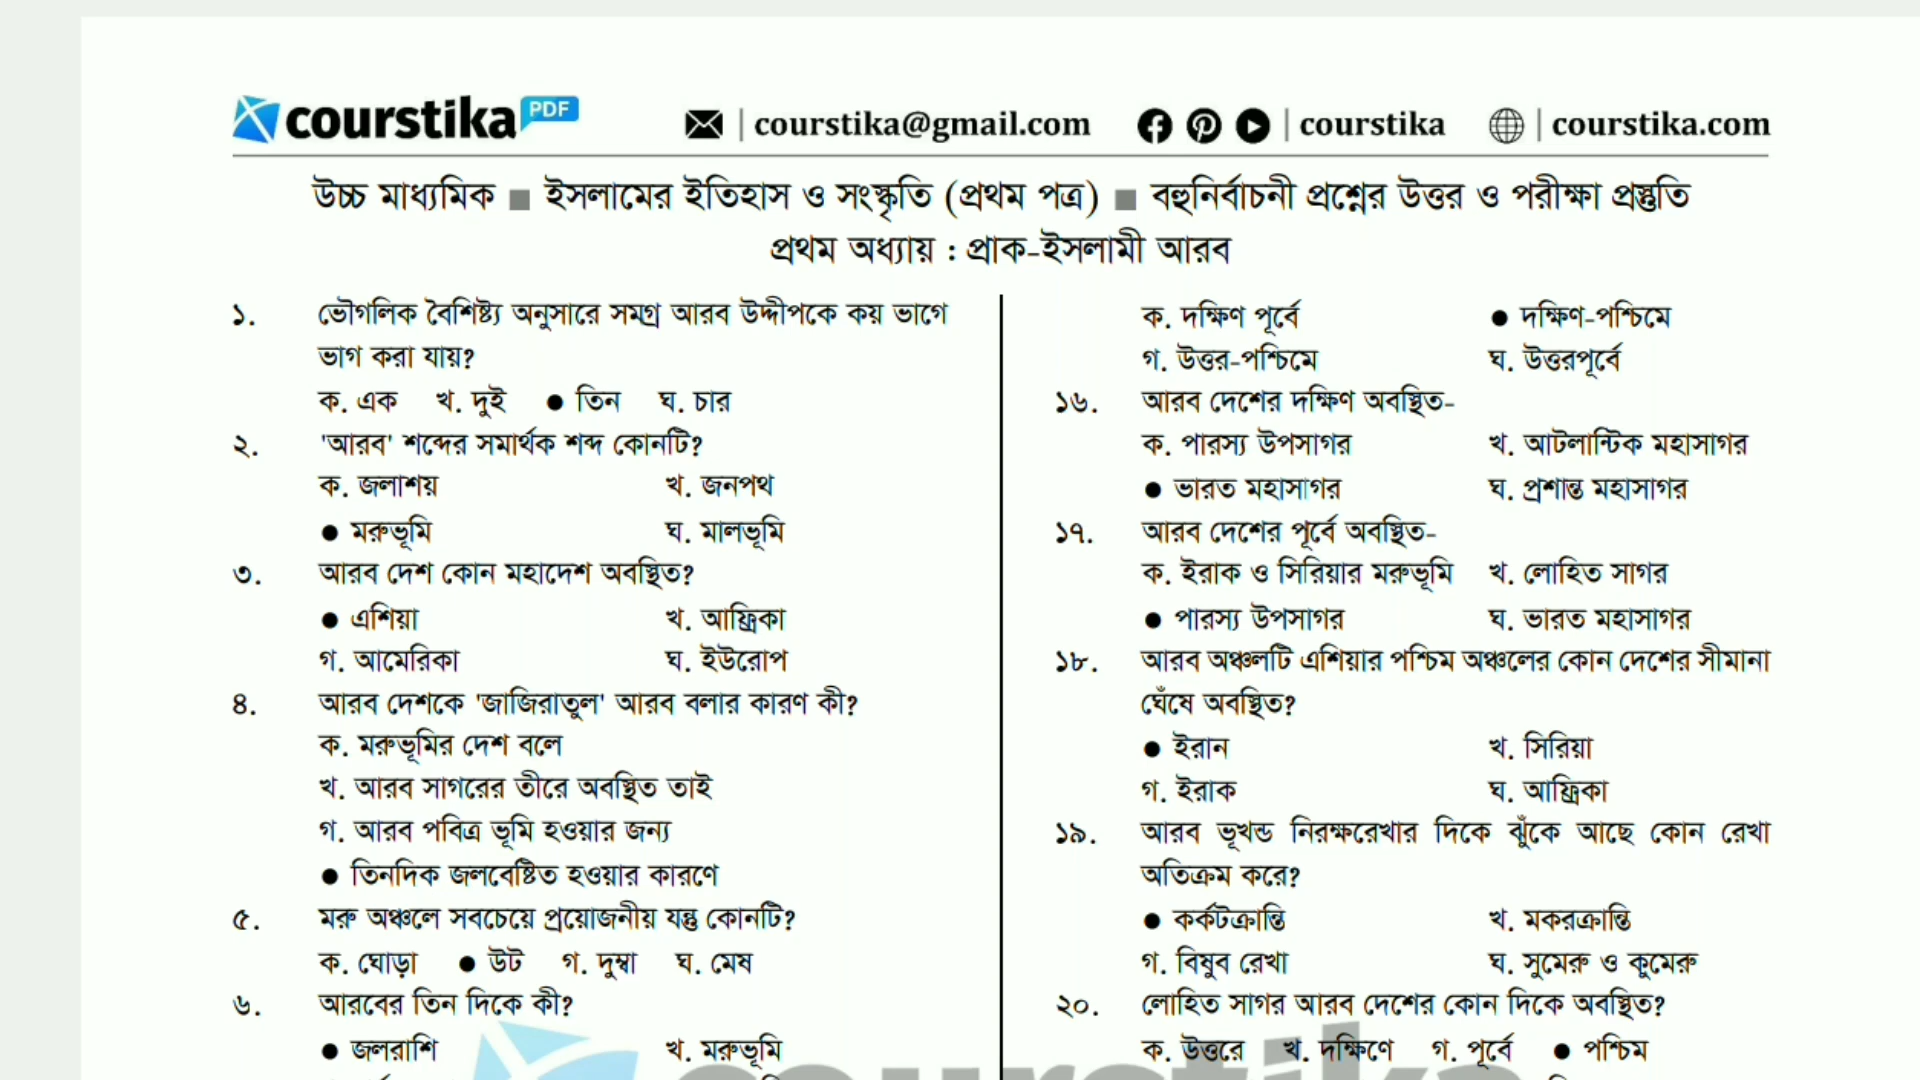 courstika PDF
| courstika@gmail.com
| courstika
| courstika.com
উচ্চ মাধ্যমিক ■ ইসলামের ইতিহাস ও সংস্কৃতি (প্রথম পত্র) ■ বহুনির্বাচনী প্রশ্নের উত্তর ও পরীক্ষা প্রস্তুতি
প্রথম অধ্যায় : প্রাক-ইসলামী আরব
১. ভৌগলিক বৈশিষ্ট্য অনুসারে সমগ্র আরব উদ্দীপকে কয় ভাগে
ভাগ করা যায়?
ক. এক খ. দুই ● তিন ঘ. চার
২. 'আরব' শব্দের সমার্থক শব্দ কোনটি?
ক. জলাশয় খ. জনপথ
● মরুভূমি ঘ. মালভূমি
৩. আরব দেশ কোন মহাদেশ অবস্থিত?
● এশিয়া খ. আফ্রিকা
গ. আমেরিকা ঘ. ইউরোপ
৪. আরব দেশকে 'জাজিরাতুল' আরব বলার কারণ কী?
ক. মরুভূমির দেশ বলে
খ. আরব সাগরের তীরে অবস্থিত তাই
গ. আরব পবিত্র ভূমি হওয়ার জন্য
● তিনদিক জলবেষ্টিত হওয়ার কারণে
৫. মরু অঞ্চলে সবচেয়ে প্রয়োজনীয় যন্তু কোনটি?
ক. ঘোড়া ● উট গ. দুম্বা ঘ. মেষ
৬. আরবের তিন দিকে কী?
● জলরাশি খ. মরুভূমি
ক. দক্ষিণ পূর্বে ● দক্ষিণ-পশ্চিমে
গ. উত্তর-পশ্চিমে ঘ. উত্তরপূর্বে
১৬. আরব দেশের দক্ষিণ অবস্থিত-
ক. পারস্য উপসাগর খ. আটলান্টিক মহাসাগর
● ভারত মহাসাগর ঘ. প্রশান্ত মহাসাগর
১৭. আরব দেশের পূর্বে অবস্থিত-
ক. ইরাক ও সিরিয়ার মরুভূমি খ. লোহিত সাগর
● পারস্য উপসাগর ঘ. ভারত মহাসাগর
১৮. আরব অঞ্চলটি এশিয়ার পশ্চিম অঞ্চলের কোন দেশের সীমানা
ঘেঁষে অবস্থিত?
● ইরান খ. সিরিয়া
গ. ইরাক ঘ. আফ্রিকা
১৯. আরব ভূখন্ড নিরক্ষরেখার দিকে ঝুঁকে আছে কোন রেখা
অতিক্রম করে?
● কর্কটক্রান্তি খ. মকরক্রান্তি
গ. বিষুব রেখা ঘ. সুমেরু ও কুমেরু
২০. লোহিত সাগর আরব দেশের কোন দিকে অবস্থিত?
ক. উত্তরে খ. দক্ষিণে গ. পূর্বে ● পশ্চিম